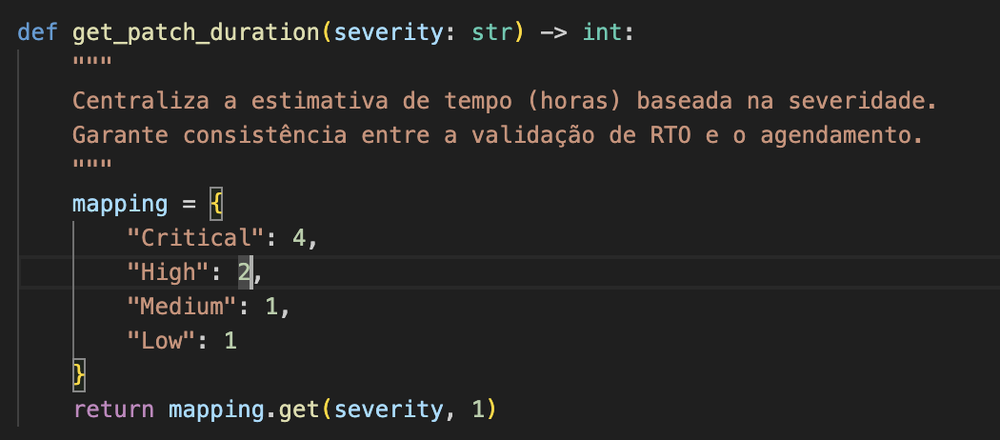 def get_patch_duration(severity: str) -> int:
    """
    Centraliza a estimativa de tempo (horas) baseada na severidade.
    Garante consistência entre a validação de RTO e o agendamento.
    """
    mapping = {
        "Critical": 4,
        "High": 2,
        "Medium": 1,
        "Low": 1
    }
    return mapping.get(severity, 1)